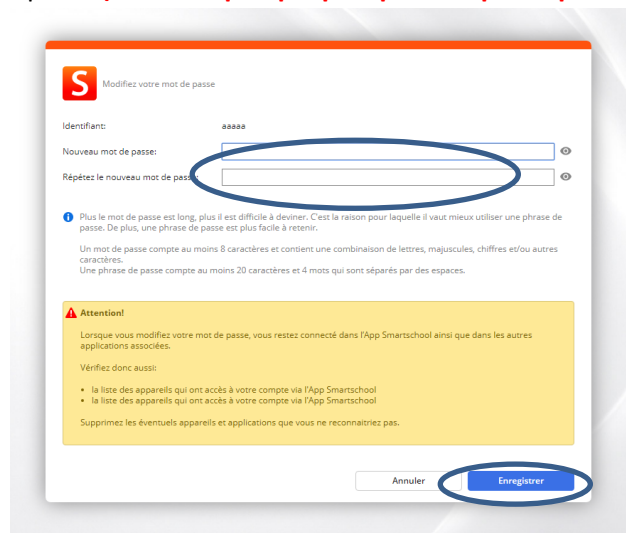 S
Modifiez votre mot de passe
Identifiant: aaaaa
Nouveau mot de passe:
Répétez le nouveau mot de passe:
Plus le mot de passe est long, plus il est difficile à deviner. C'est la raison pour laquelle il vaut mieux utiliser une phrase de
passe. De plus, une phrase de passe est plus facile à retenir.
Un mot de passe compte au moins 8 caractères et contient une combinaison de lettres, majuscules, chiffres et/ou autres
caractères.
Une phrase de passe compte au moins 20 caractères et 4 mots qui sont séparés par des espaces.
Attention!
Lorsque vous modifiez votre mot de passe, vous restez connecté dans l'App Smartschool ainsi que dans les autres
applications associées.
Vérifiez donc aussi:
• la liste des appareils qui ont accès à votre compte via l'App Smartschool
• la liste des appareils qui ont accès à votre compte via l'App Smartschool
Supprimez les éventuels appareils et applications que vous ne reconnaitriez pas.
Annuler Enregistrer